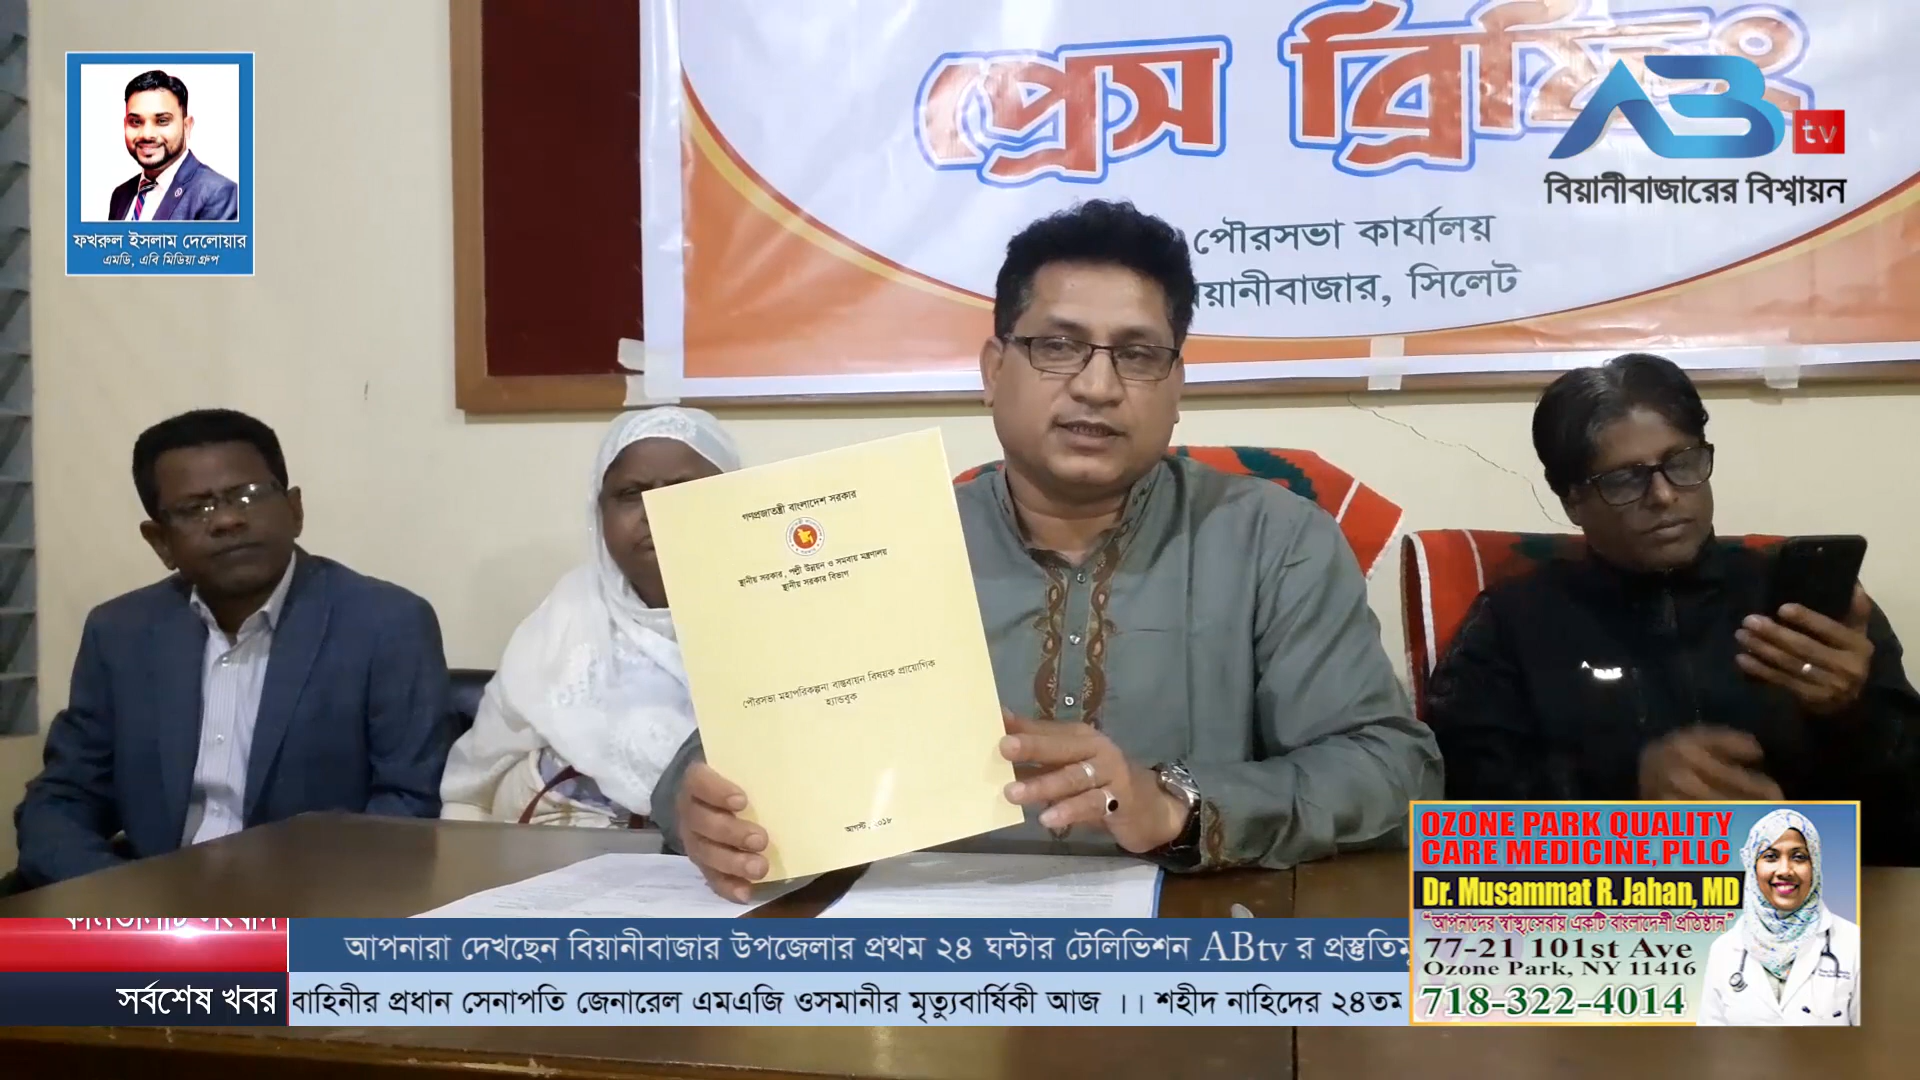 প্রেস ব্রিফিং
AB tv
বিয়ানীবাজারের বিশ্বায়ন
পৌরসভা কার্যালয়
বিয়ানীবাজার, সিলেট
ফখরুল ইসলাম দেলোয়ার
এমডি, এবি মিডিয়া গ্রুপ
গণপ্রজাতন্ত্রী বাংলাদেশ সরকার
স্থানীয় সরকার, পল্লী উন্নয়ন ও সমবায় মন্ত্রণালয়
স্থানীয় সরকার বিভাগ
পৌরসভা মহাপরিকল্পনা বাস্তবায়ন বিষয়ক প্রায়োগিক
হ্যান্ডবুক
আগস্ট, ২০১৮
OZONE PARK QUALITY
CARE MEDICINE, PLLC
Dr. Musammat R. Jahan, MD
"আপনাদের স্বাস্থ্যসেবায় একটি বাংলাদেশী প্রতিষ্ঠান"
77-21 101st Ave
Ozone Park, NY 11416
718-322-4014
আপনারা দেখছেন বিয়ানীবাজার উপজেলার প্রথম ২৪ ঘন্টার টেলিভিশন ABtv র
সর্বশেষ খবর
বাহিনীর প্রধান সেনাপতি জেনারেল এমএজি ওসমানীর মৃত্যুবার্ষিকী আজ ।। শহীদ নাহিদের ২৪তম